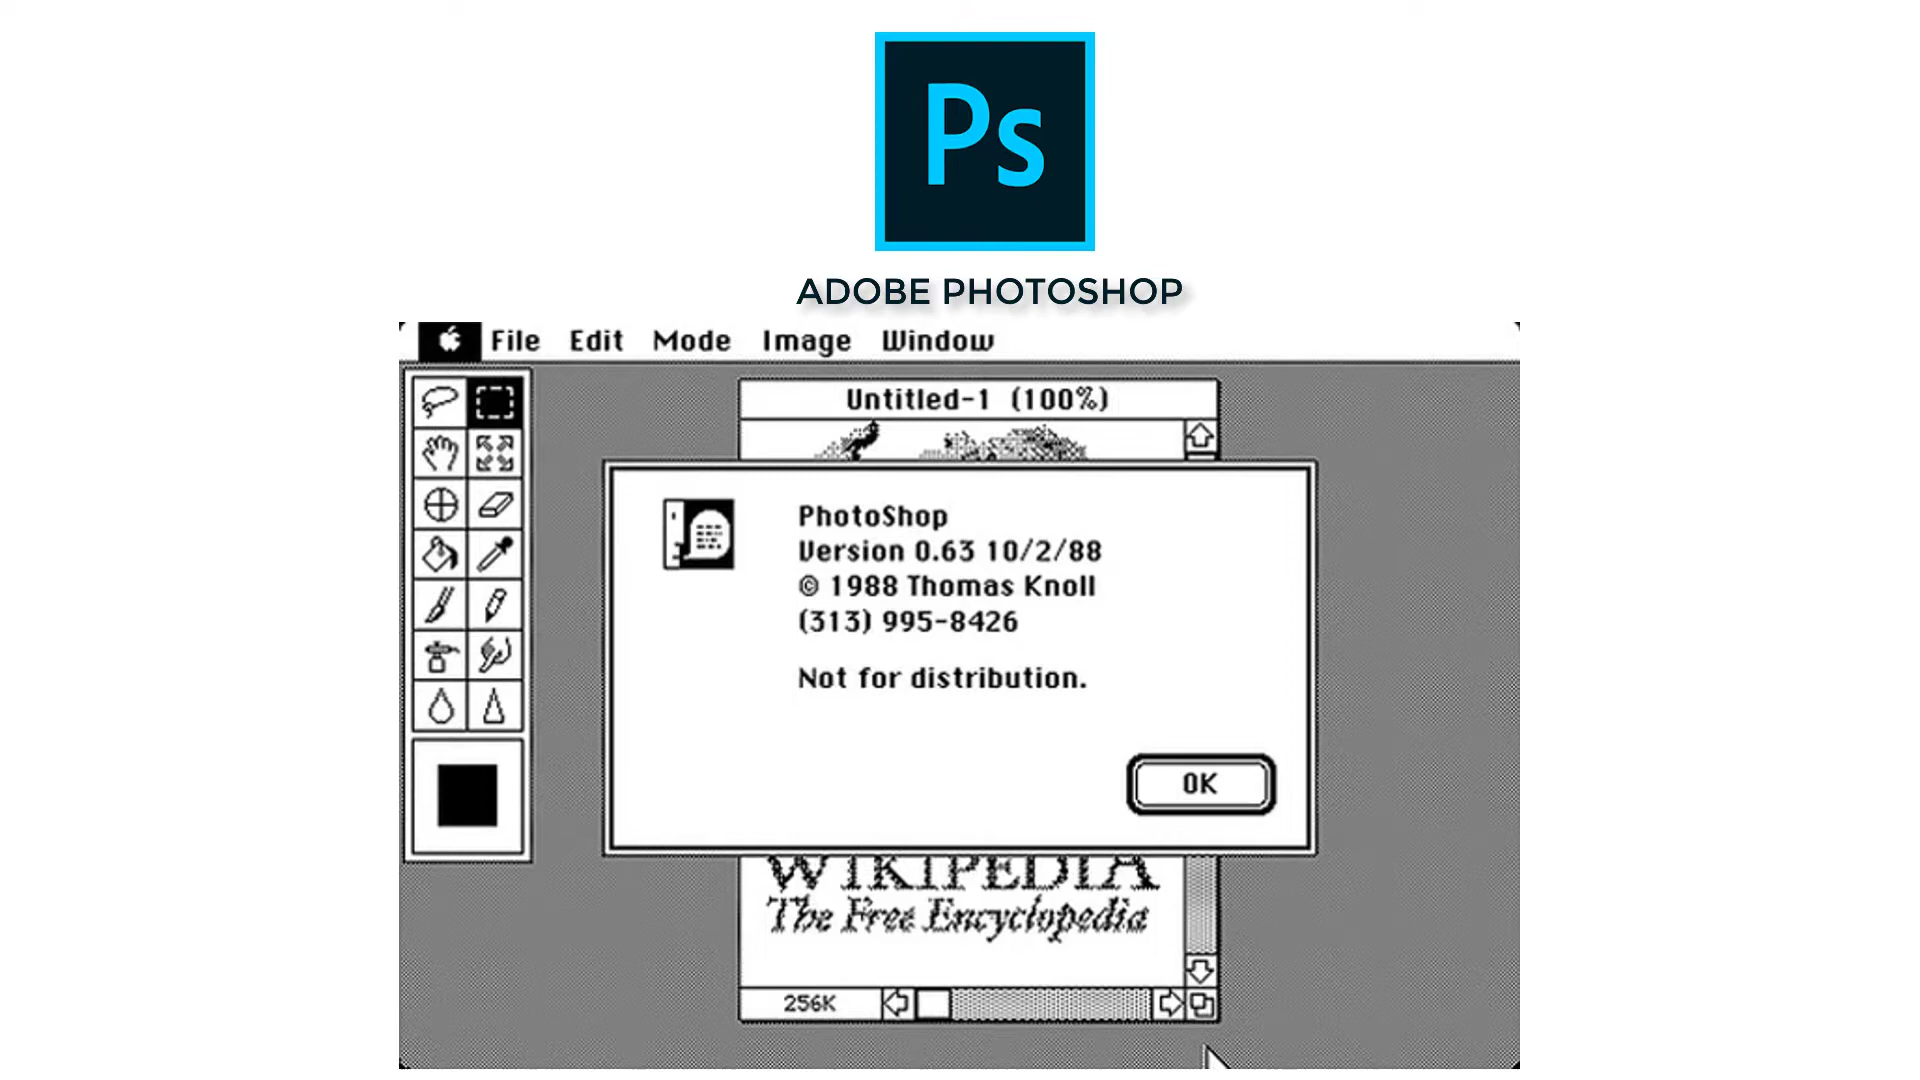 Ps
ADOBE PHOTOSHOP
File Edit Mode Image Window
Untitled-1 (100%)
PhotoShop
Version 0.63 10/2/88
© 1988 Thomas Knoll
(313) 995-8426
Not for distribution.
OK
WIKIPEDIA
The Free Encyclopedia
256K